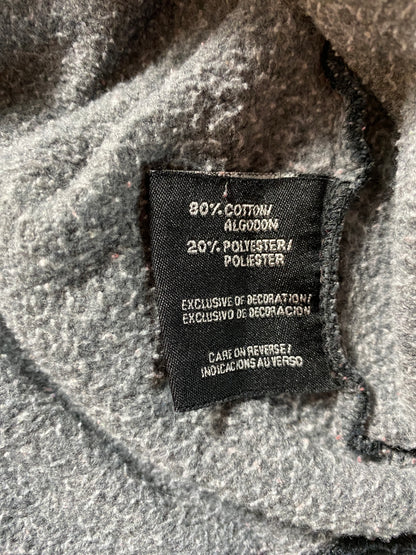 80% COTTON/
ALGODON
20% POLYESTER/
POLIESTER
EXCLUSIVE OF DECORATION/
EXCLUSIVO DE DECORACION
CARE ON REVERSE/
INDICACIONS AU VERSO